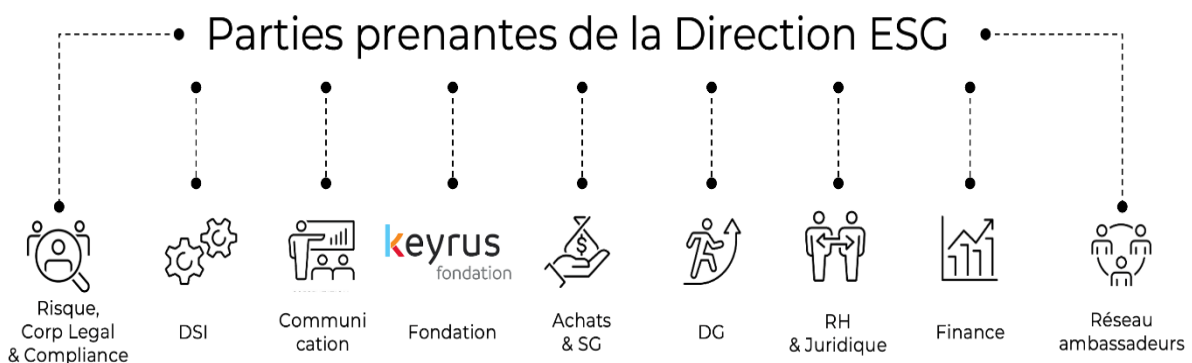 Parties prenantes de la Direction ESG
keyrus
fondation
Risque,
Corp Legal
& Compliance
DSI
Communi
cation
Fondation
Achats
& SG
DG
RH
& Juridique
Finance
Réseau
ambassadeurs
$